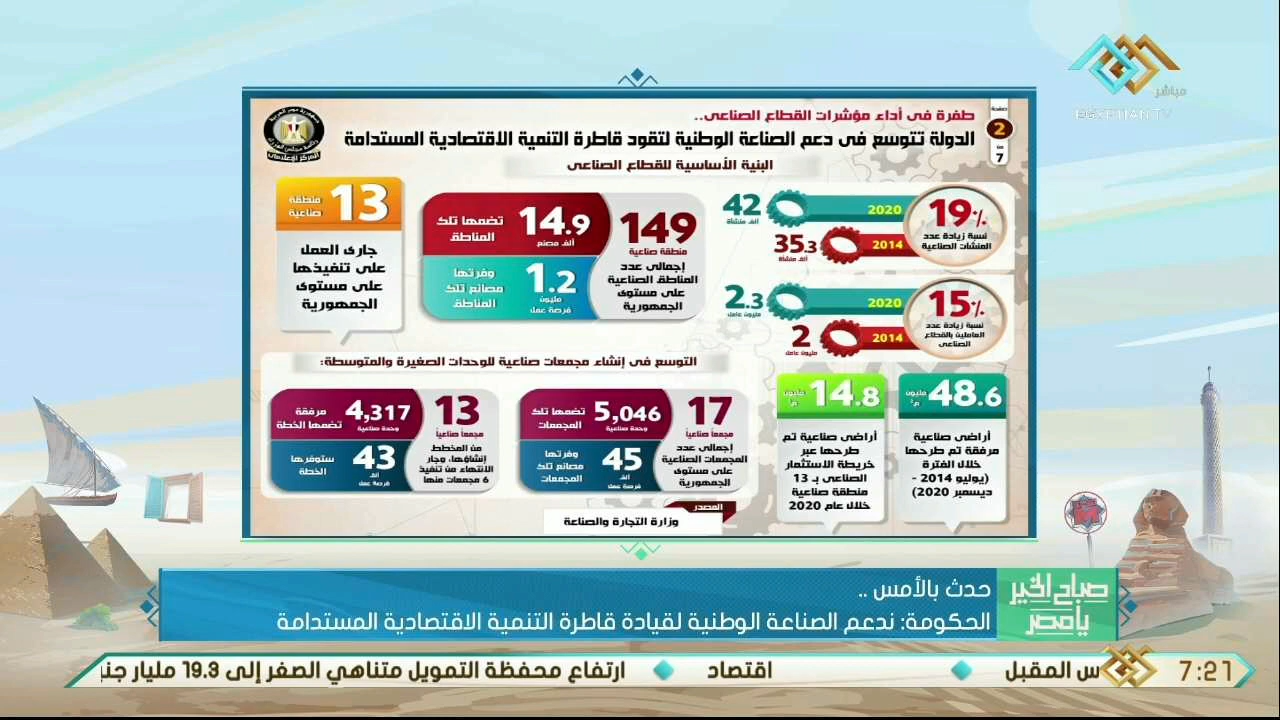 مباشر
EGYPTIAN TV
صفحة
2
من
7
طفرة فى أداء مؤشرات القطاع الصناعى..
الدولة تتوسع فى دعم الصناعة الوطنية لتقود قاطرة التنمية الاقتصادية المستدامة
البنية الأساسية للقطاع الصناعى
جمهورية مصر العربية
رئاسة مجلس الوزراء
المركز الإعلامى
19%
نسبة زيادة عدد
المنشآت الصناعية
2020
42
ألف منشأة
2014
35.3
ألف منشأة
15%
نسبة زيادة عدد
العاملين بالقطاع
الصناعى
2020
2.3
مليون عامل
2014
2
مليون عامل
149
منطقة صناعية
إجمالى عدد
المناطق الصناعية
على مستوى
الجمهورية
14.9
ألف مصنع
تضمها تلك
المناطق
1.2
مليون
فرصة عمل
وفرتها
مصانع تلك
المناطق
13
منطقة
صناعية
جارى العمل
على تنفيذها
على مستوى
الجمهورية
48.6
مليون
م²
أراضى صناعية
مرفقة تم طرحها
خلال الفترة
(يوليو 2014 -
ديسمبر 2020)
14.8
مليون
م²
أراضى صناعية تم
طرحها عبر
خريطة الاستثمار
الصناعى بـ 13
منطقة صناعية
خلال عام 2020
التوسع فى إنشاء مجمعات صناعية للوحدات الصغيرة والمتوسطة:
17
مجمعاً صناعياً
إجمالى عدد
المجمعات الصناعية
على مستوى
الجمهورية
5,046
وحدة صناعية
تضمها تلك
المجمعات
45
ألف
فرصة عمل
وفرتها
مصانع تلك
المجمعات
13
مجمعاً صناعياً
من المخطط
إنشاؤها، وجار
الانتهاء من تنفيذ
6 مجمعات منها
4,317
وحدة صناعية
مرفقة
تضمها الخطة
43
ألف
فرصة عمل
ستوفرها
الخطة
المصدر
وزارة التجارة والصناعة
صباح الخير
يا مصر
حدث بالأمس ..
الحكومة: ندعم الصناعة الوطنية لقيادة قاطرة التنمية الاقتصادية المستدامة
7:21
س المقبل
اقتصاد
ارتفاع محفظة التمويل متناهي الصغر إلى 19.3 مليار جني